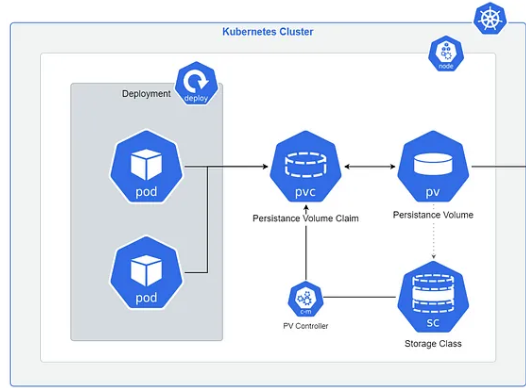 Kubernetes Cluster
node
Deployment
deploy
pod
pvc
pv
Persistance Volume Claim
Persistance Volume
pod
c-m
sc
PV Controller
Storage Class